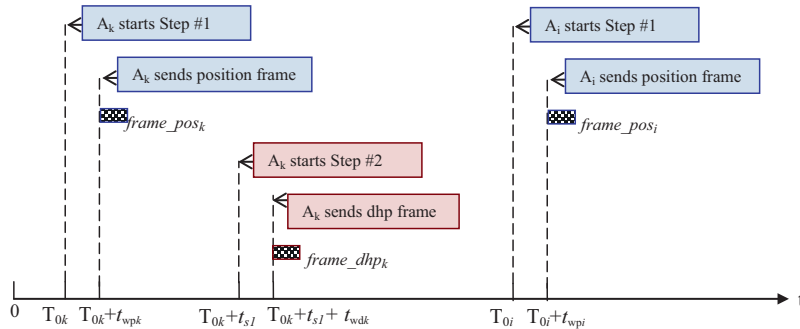 A_k starts Step #1
A_i starts Step #1
A_k sends position frame
A_i sends position frame
frame_pos_k
frame_pos_i
A_k starts Step #2
A_k sends dhp frame
frame_dhp_k
0
T_0k
T_0k+t_wpk
T_0k+t_s1
T_0k+t_s1+ t_wdk
T_0i
T_0i+t_wpi
t